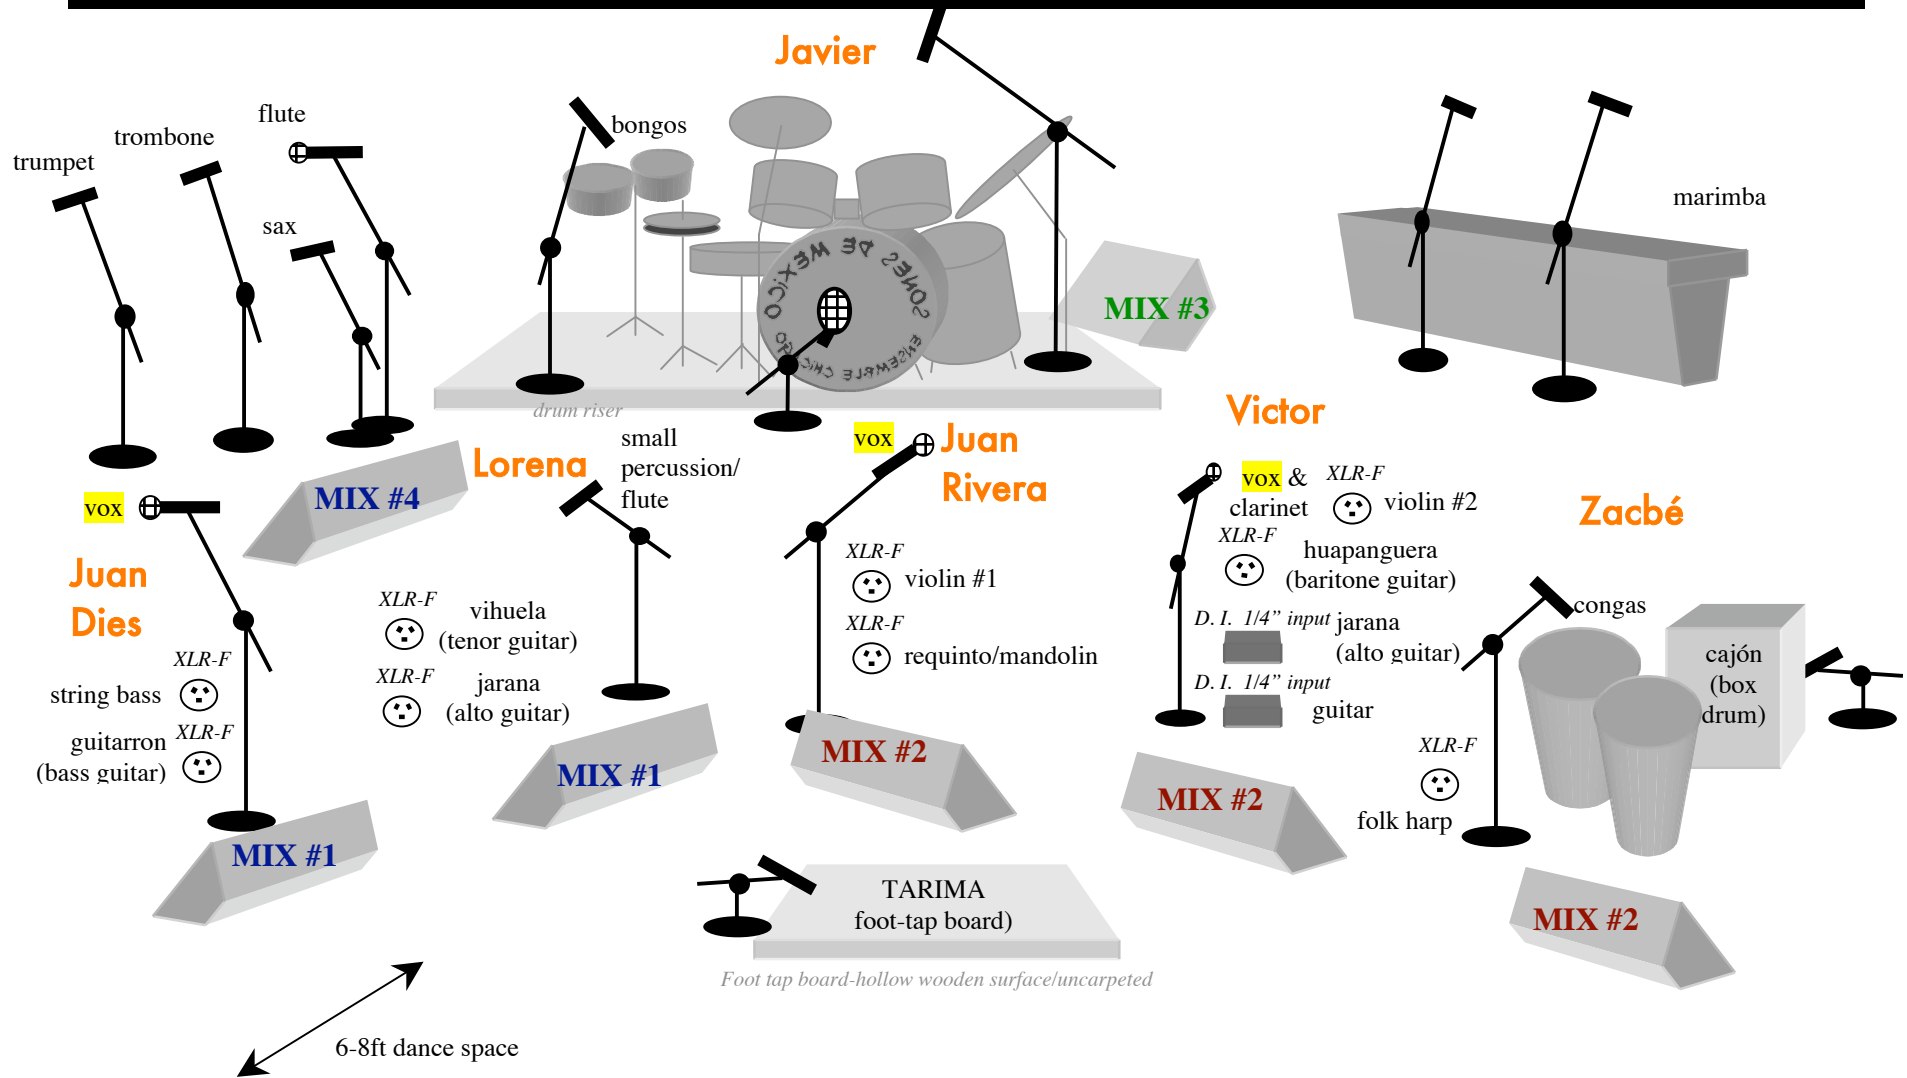 Javier
flute
trombone
bongos
trumpet
marimba
sax
SONES DE MEXiCO
ENSEMBLE CHICAGO
MIX #3
drum riser
Victor
small
percussion/
flute
vox
Juan
Rivera
Lorena
MIX #4
vox
vox &
clarinet
XLR-F
violin #2
Zacbé
XLR-F
huapanguera
(baritone guitar)
Juan
Dies
XLR-F
violin #1
XLR-F
vihuela
(tenor guitar)
congas
D. I. 1/4” input
jarana
(alto guitar)
XLR-F
requinto/mandolin
cajón
(box
drum)
XLR-F
string bass
XLR-F
jarana
(alto guitar)
D. I. 1/4” input
guitar
XLR-F
guitarron
(bass guitar)
MIX #2
MIX #1
XLR-F
folk harp
MIX #2
MIX #1
TARIMA
foot-tap board)
MIX #2
Foot tap board-hollow wooden surface/uncarpeted
6-8ft dance space